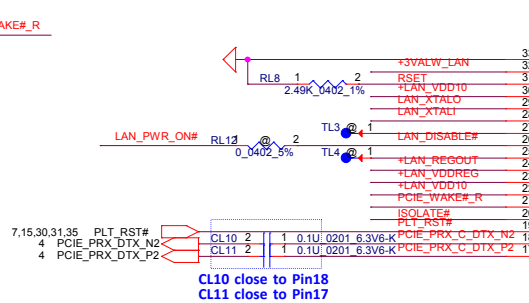 AKE#_R
+3VALW_LAN
RL8 1 2 RSET
2.49K_0402_1% +LAN_VDD10
LAN_XTALO
LAN_XTALI
TL3 @ 1
LAN_PWR_ON# RL12 1 @ 2 LAN_DISABLE#
0_0402_5% TL4 @ 1
+LAN_REGOUT
+LAN_VDDREG
+LAN_VDD10
PCIE_WAKE#_R
ISOLATE#
7,15,30,31,35 PLT_RST# PLT_RST#
4 PCIE_PRX_DTX_N2 CL10 2 1 0.1U_0201_6.3V6-K PCIE_PRX_C_DTX_N2
4 PCIE_PRX_DTX_P2 CL11 2 1 0.1U_0201_6.3V6-K PCIE_PRX_C_DTX_P2
CL10 close to Pin18
CL11 close to Pin17